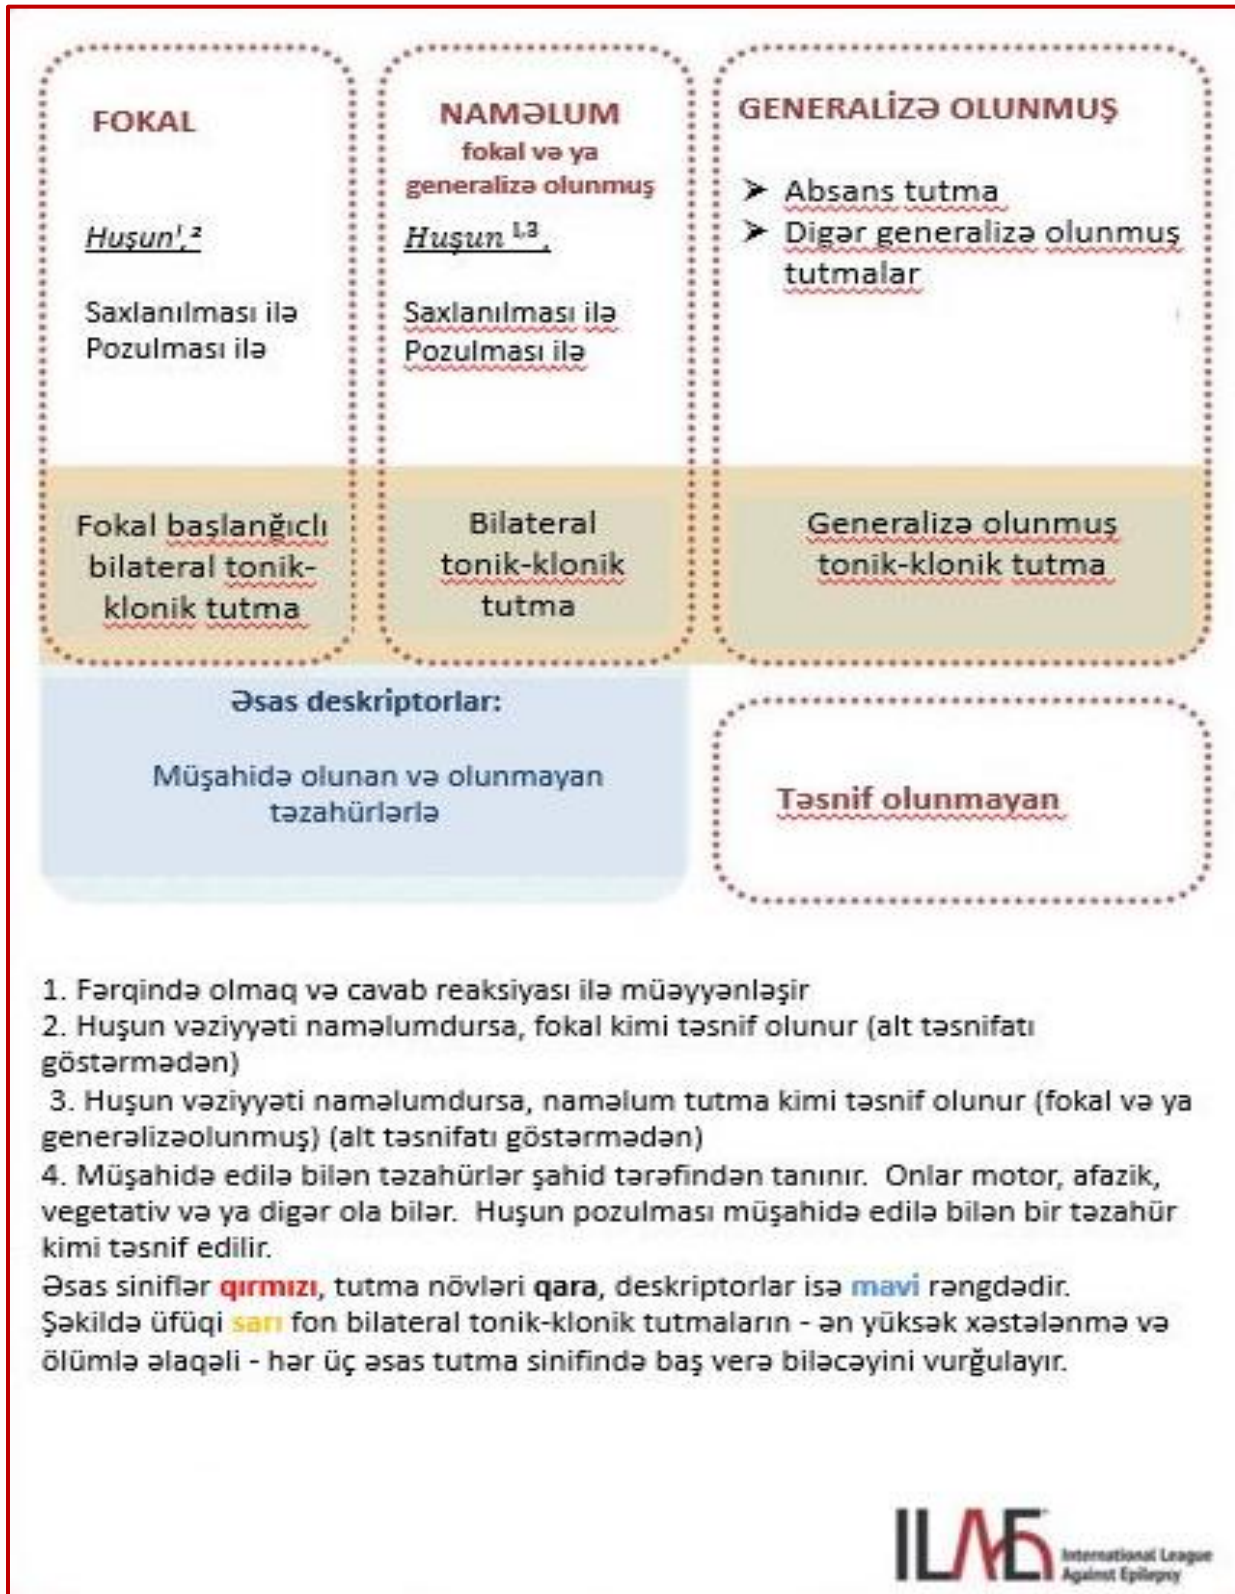 FOKAL
Huşun¹,²
Saxlanılması ilə
Pozulması ilə
NAMƏLUM
fokal və ya
generalizə olunmuş
Huşun ¹,³,
Saxlanılması ilə
Pozulması ilə
GENERALİZƏ OLUNMUŞ
➤ Absans tutma
➤ Digər generalizə olunmuş
tutmalar
Fokal başlanğıclı
bilateral tonik-
klonik tutma
Bilateral
tonik-klonik
tutma
Generalizə olunmuş
tonik-klonik tutma
Əsas deskriptorlar:
Müşahidə olunan və olunmayan
təzahürlərlə
Təsnif olunmayan
1. Fərqində olmaq və cavab reaksiyası ilə müəyyənləşir
2. Huşun vəziyyəti naməlumdursa, fokal kimi təsnif olunur (alt təsnifatı
göstərmədən)
3. Huşun vəziyyəti naməlumdursa, naməlum tutma kimi təsnif olunur (fokal və ya
generəlizəolunmuş) (alt təsnifatı göstərmədən)
4. Müşahidə edilə bilən təzahürlər şahid tərəfindən tanınır. Onlar motor, afazik,
vegetativ və ya digər ola bilər. Huşun pozulması müşahidə edilə bilən bir təzahür
kimi təsnif edilir.
Əsas siniflər qırmızı, tutma növləri qara, deskriptorlar isə mavi rəngdədir.
Şəkildə üfüqi sarı fon bilateral tonik-klonik tutmaların - ən yüksək xəstələnmə və
ölümlə əlaqəli - hər üç əsas tutma sinifində baş verə biləcəyini vurğulayır.
ILAE
International League
Against Epilepsy